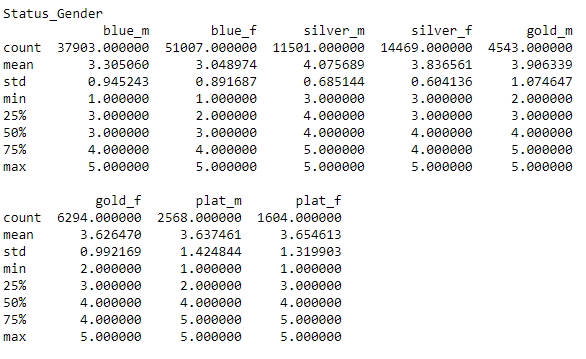 Status_Gender
blue_m blue_f silver_m silver_f gold_m
count 37903.000000 51007.000000 11501.000000 14469.000000 4543.000000
mean 3.305060 3.048974 4.075689 3.836561 3.906339
std 0.945243 0.891687 0.685144 0.604136 1.074647
min 1.000000 1.000000 3.000000 3.000000 2.000000
25% 3.000000 2.000000 4.000000 3.000000 3.000000
50% 3.000000 3.000000 4.000000 4.000000 4.000000
75% 4.000000 4.000000 5.000000 4.000000 5.000000
max 5.000000 5.000000 5.000000 5.000000 5.000000
gold_f plat_m plat_f
count 6294.000000 2568.000000 1604.000000
mean 3.626470 3.637461 3.654613
std 0.992169 1.424844 1.319903
min 2.000000 1.000000 1.000000
25% 3.000000 2.000000 3.000000
50% 4.000000 4.000000 4.000000
75% 4.000000 5.000000 5.000000
max 5.000000 5.000000 5.000000